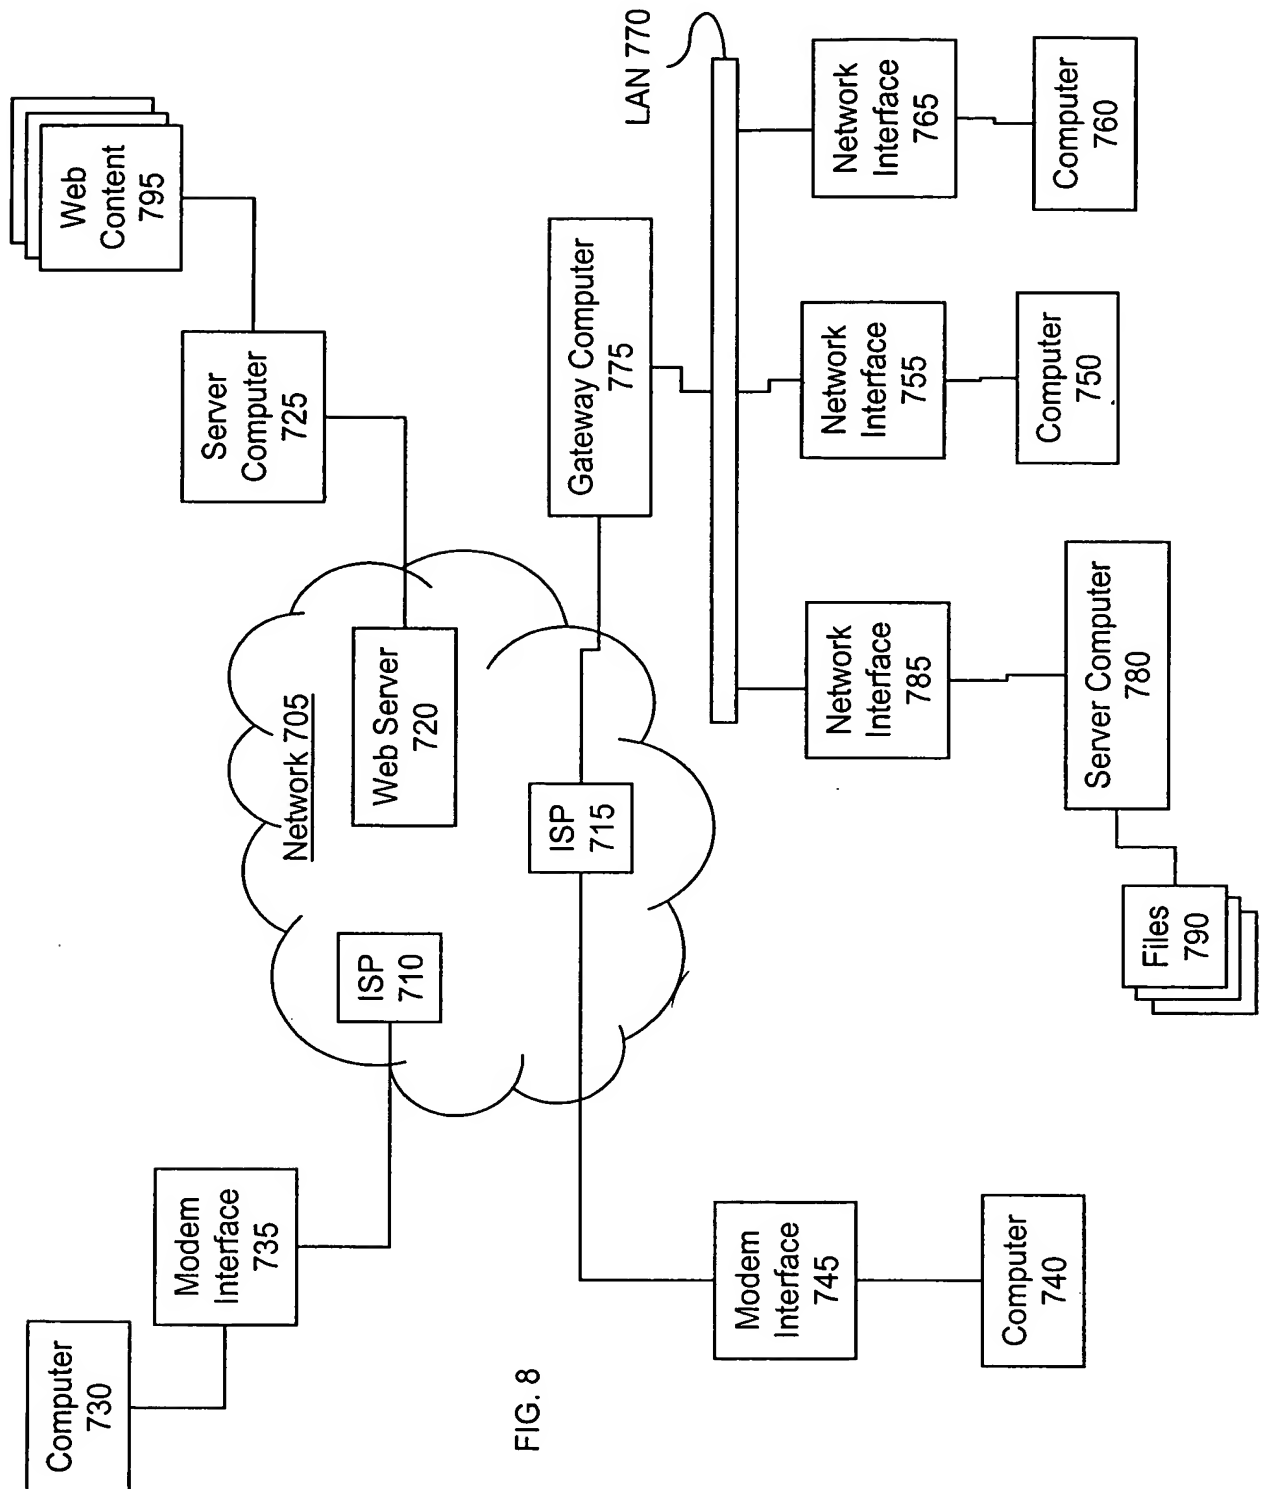 Computer
730
Modem
Interface
735
ISP
710
Network 705
Web Server
720
Server
Computer
725
Web
Content
795
ISP
715
Gateway Computer
775
LAN 770
Modem
Interface
745
Computer
740
Network
Interface
785
Network
Interface
755
Network
Interface
765
Files
790
Server Computer
780
Computer
750
Computer
760
FIG. 8